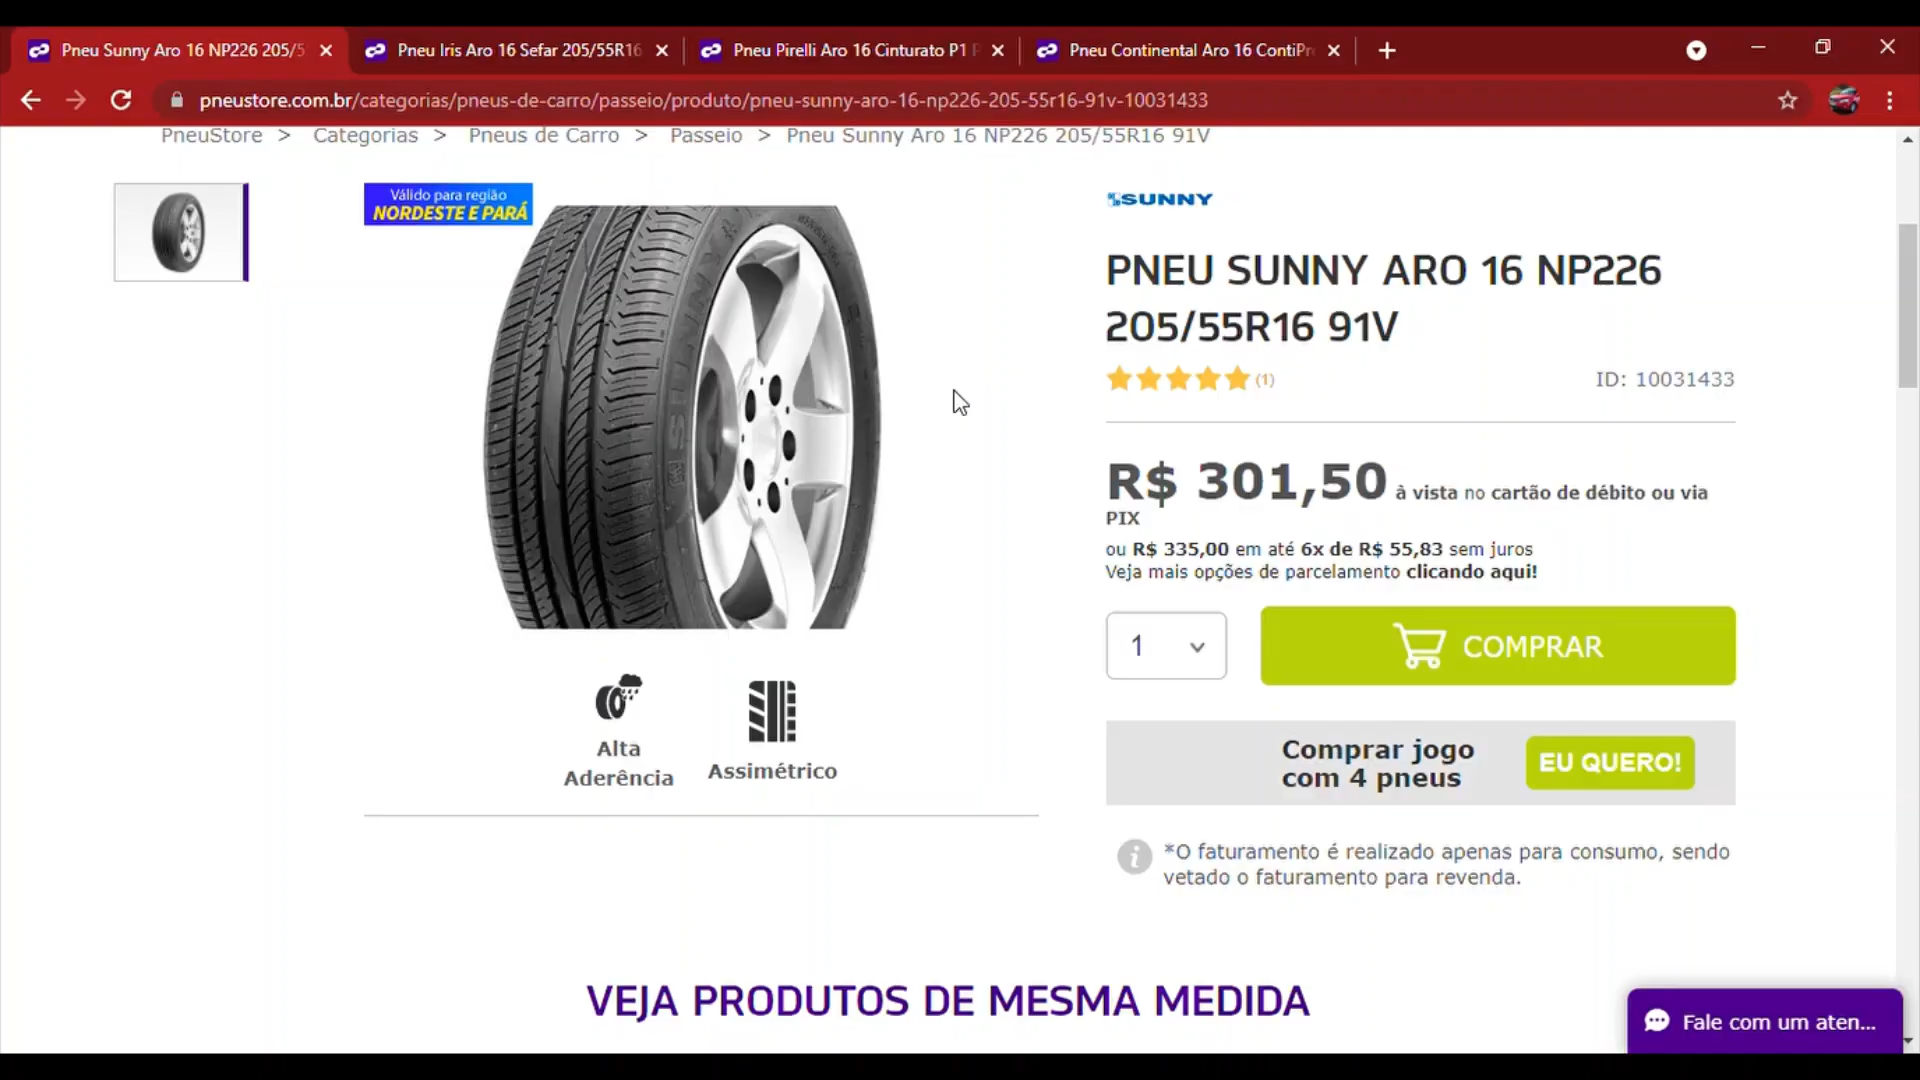 Pneu Sunny Aro 16 NP226 205/5
Pneu Iris Aro 16 Sefar 205/55R16
Pneu Pirelli Aro 16 Cinturato P1 P
Pneu Continental Aro 16 ContiPr
pneustore.com.br/categorias/pneus-de-carro/passeio/produto/pneu-sunny-aro-16-np226-205-55r16-91v-10031433
PneuStore > Categorias > Pneus de Carro > Passeio > Pneu Sunny Aro 16 NP226 205/55R16 91V
Válido para região
NORDESTE E PARÁ
SUNNY
SUNNY
PNEU SUNNY ARO 16 NP226
205/55R16 91V
(1)
ID: 10031433
R$ 301,50 à vista no cartão de débito ou via
PIX
ou R$ 335,00 em até 6x de R$ 55,83 sem juros
Veja mais opções de parcelamento clicando aqui!
1
COMPRAR
Alta
Aderência
Assimétrico
Comprar jogo
com 4 pneus
EU QUERO!
*O faturamento é realizado apenas para consumo, sendo
vetado o faturamento para revenda.
VEJA PRODUTOS DE MESMA MEDIDA
Fale com um aten...